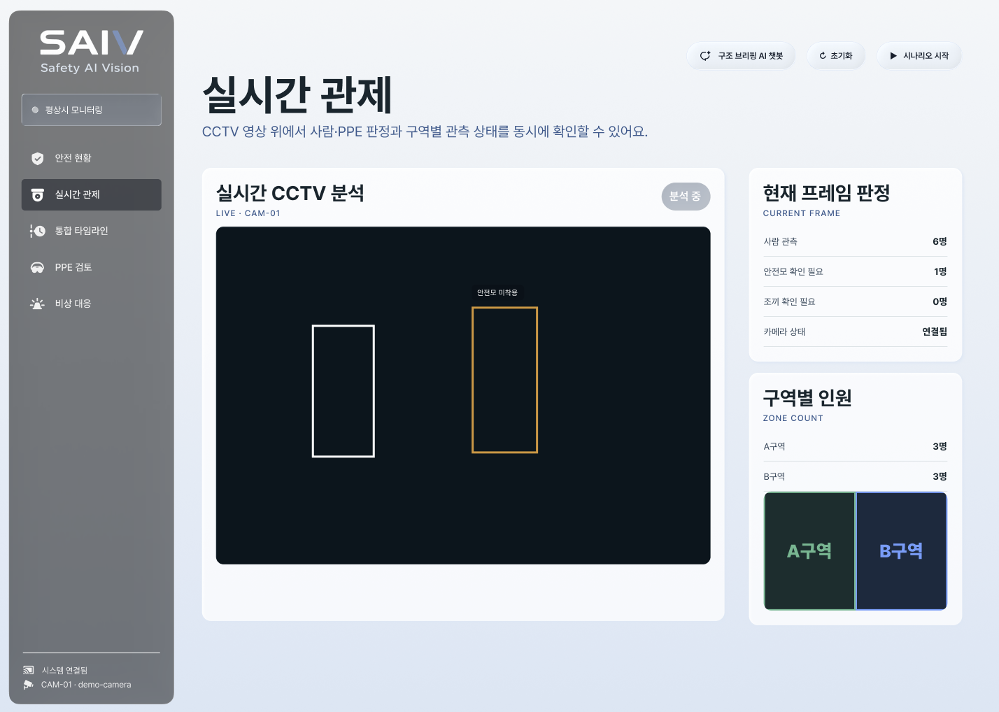 SAIV
Safety AI Vision
평상시 모니터링
안전 현황
실시간 관제
통합 타임라인
PPE 검토
비상 대응
시스템 연결됨
CAM-01 · demo-camera
구조 브리핑 AI 챗봇
초기화
시나리오 시작
실시간 관제
CCTV 영상 위에서 사람·PPE 판정과 구역별 관측 상태를 동시에 확인할 수 있어요.
실시간 CCTV 분석
분석 중
LIVE · CAM-01
안전모 미착용
현재 프레임 판정
CURRENT FRAME
사람 관측 6명
안전모 확인 필요 1명
조끼 확인 필요 0명
카메라 상태 연결됨
구역별 인원
ZONE COUNT
A구역 3명
B구역 3명
A구역 B구역